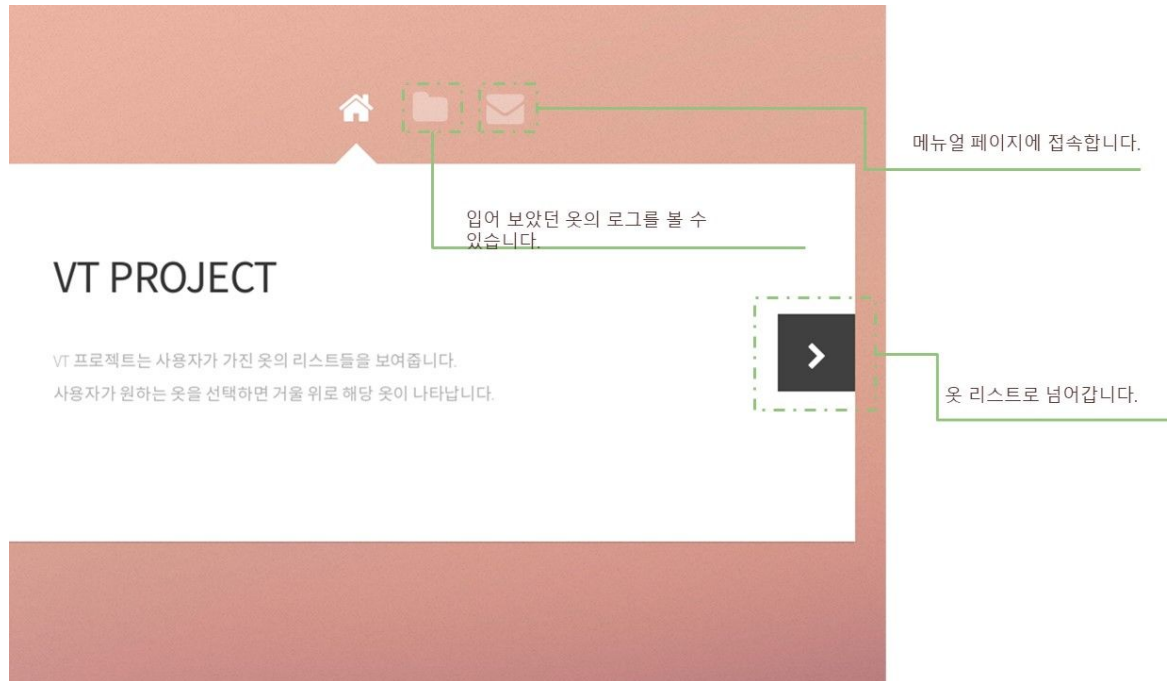 메뉴얼 페이지에 접속합니다.
입어 보았던 옷의 로그를 볼 수
있습니다.
VT PROJECT
VT 프로젝트는 사용자가 가진 옷의 리스트들을 보여줍니다.
사용자가 원하는 옷을 선택하면 거울 위로 해당 옷이 나타납니다.
옷 리스트로 넘어갑니다.